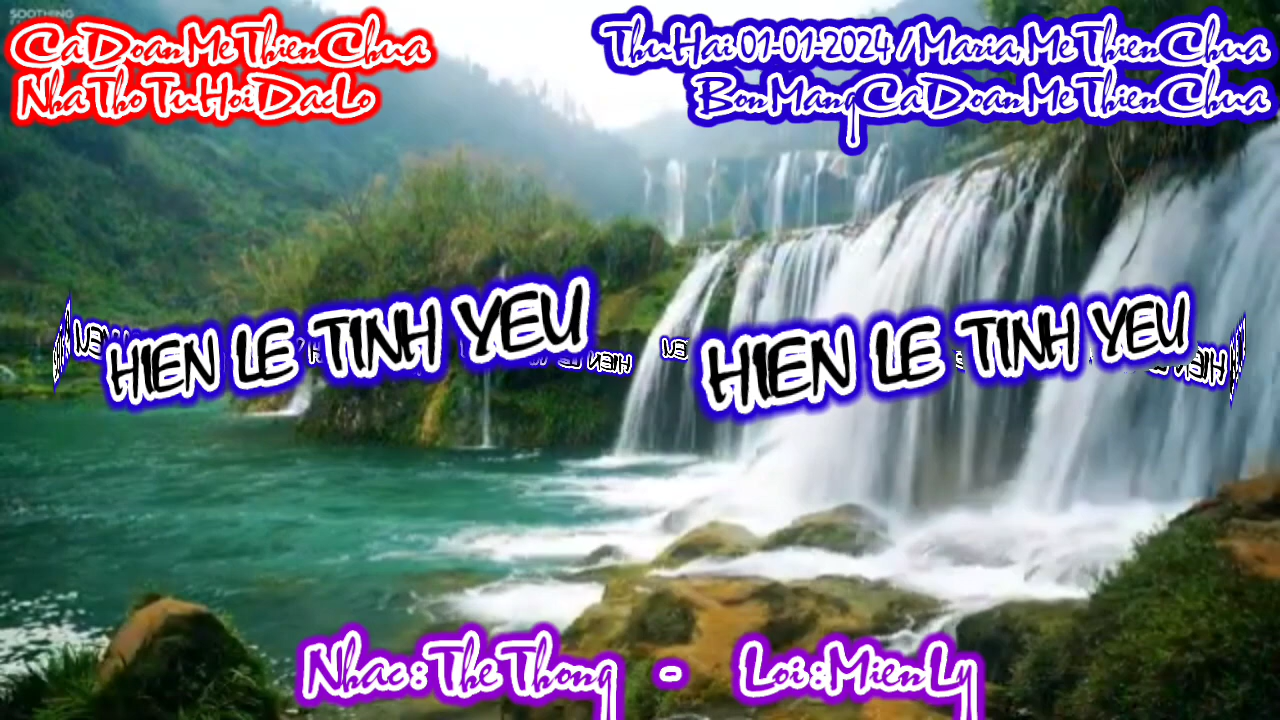 SOOTHING
Ca Doan Me Thien Chua
Nha Tho Tu Hoi Dac Lo
Thu Hai 01-01-2024 / Maria, Me Thien Chua
Bon Mang Ca Doan Me Thien Chua
HIEN LE TINH YEU
HIEN LE TINH YEU
Nhac : The Thong - Loi : Mien Ly